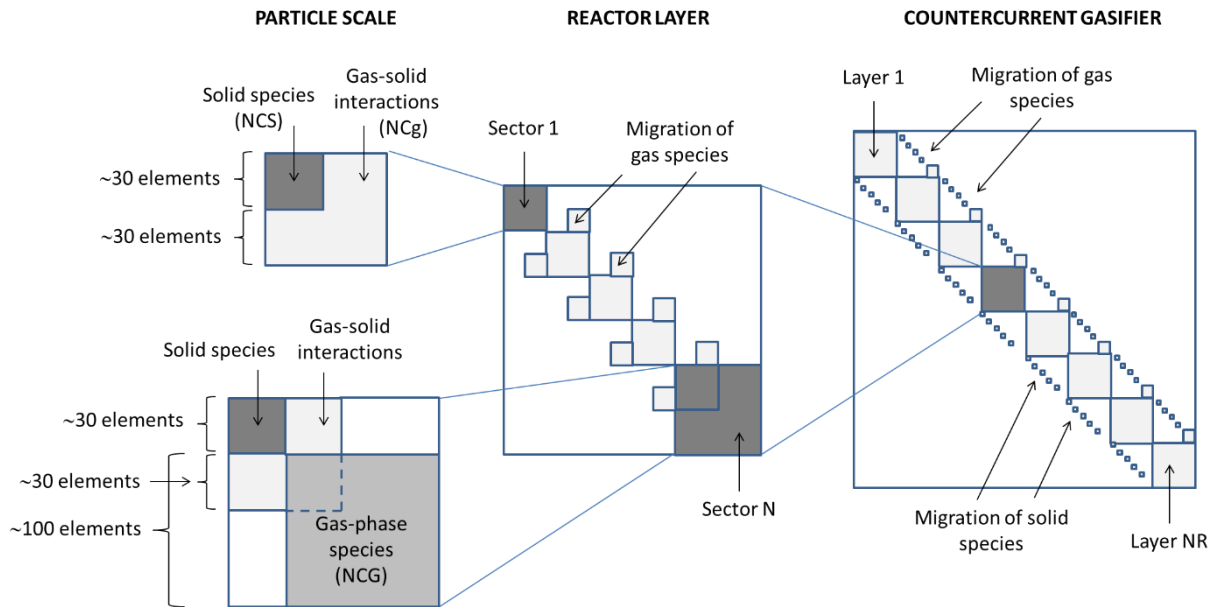 PARTICLE SCALE
REACTOR LAYER
COUNTERCURRENT GASIFIER
Solid species
(NCS)
Gas-solid
interactions
(NCg)
~30 elements
~30 elements
Solid species
Gas-solid
interactions
~30 elements
~30 elements
~100 elements
Gas-phase
species
(NCG)
Sector 1
Migration of
gas species
Sector N
Layer 1
Migration of gas
species
Migration of solid
species
Layer NR